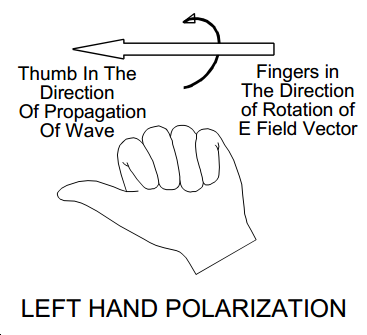 Thumb In The
Direction
Of Propagation
Of Wave
Fingers in
The Direction
of Rotation of
E Field Vector
LEFT HAND POLARIZATION